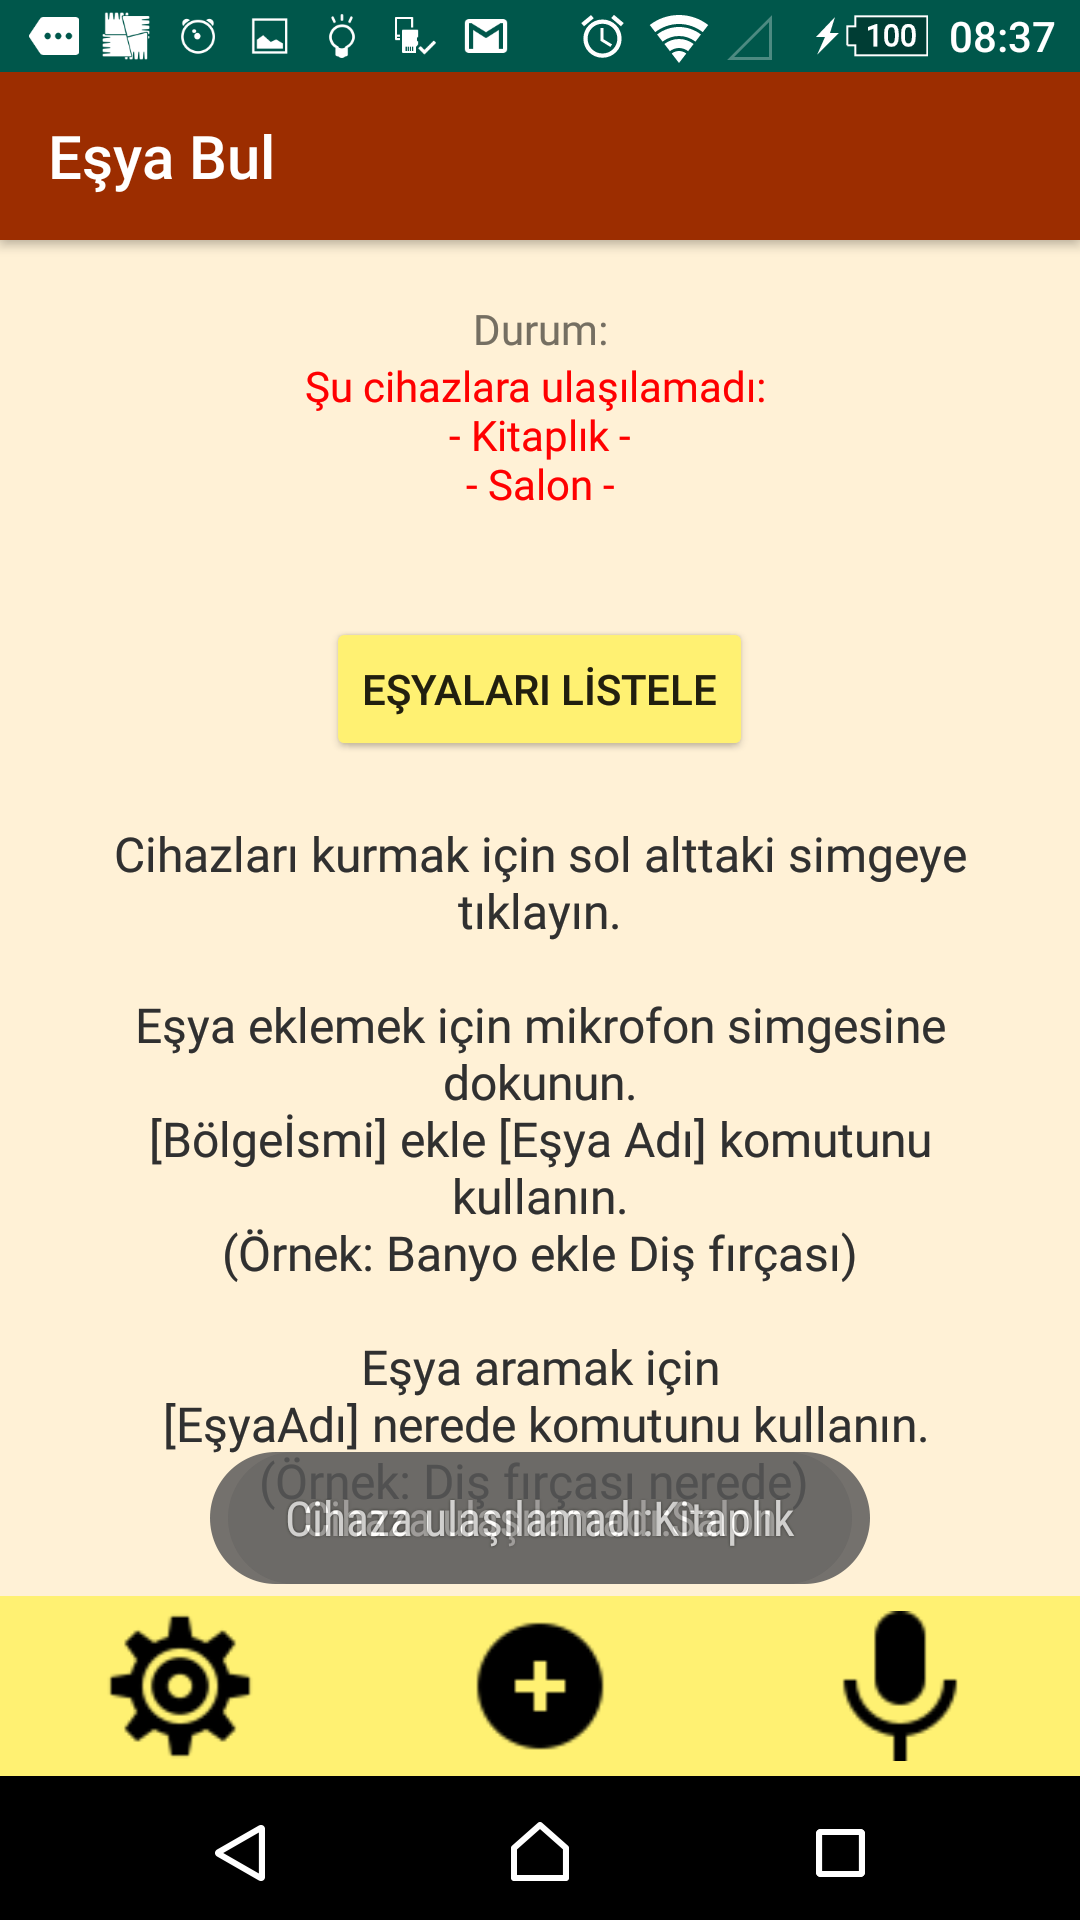 100 08:37
Eşya Bul
Durum:
Şu cihazlara ulaşılamadı:
- Kitaplık -
- Salon -
EŞYALARI LİSTELE
Cihazları kurmak için sol alttaki simgeye
tıklayın.
Eşya eklemek için mikrofon simgesine
dokunun.
[Bölgeİsmi] ekle [Eşya Adı] komutunu
kullanın.
(Örnek: Banyo ekle Diş fırçası)
Eşya aramak için
[EşyaAdı] nerede komutunu kullanın.
(Örnek: Diş fırçası nerede)
Cihaza ulaşılamadı:Kitaplık